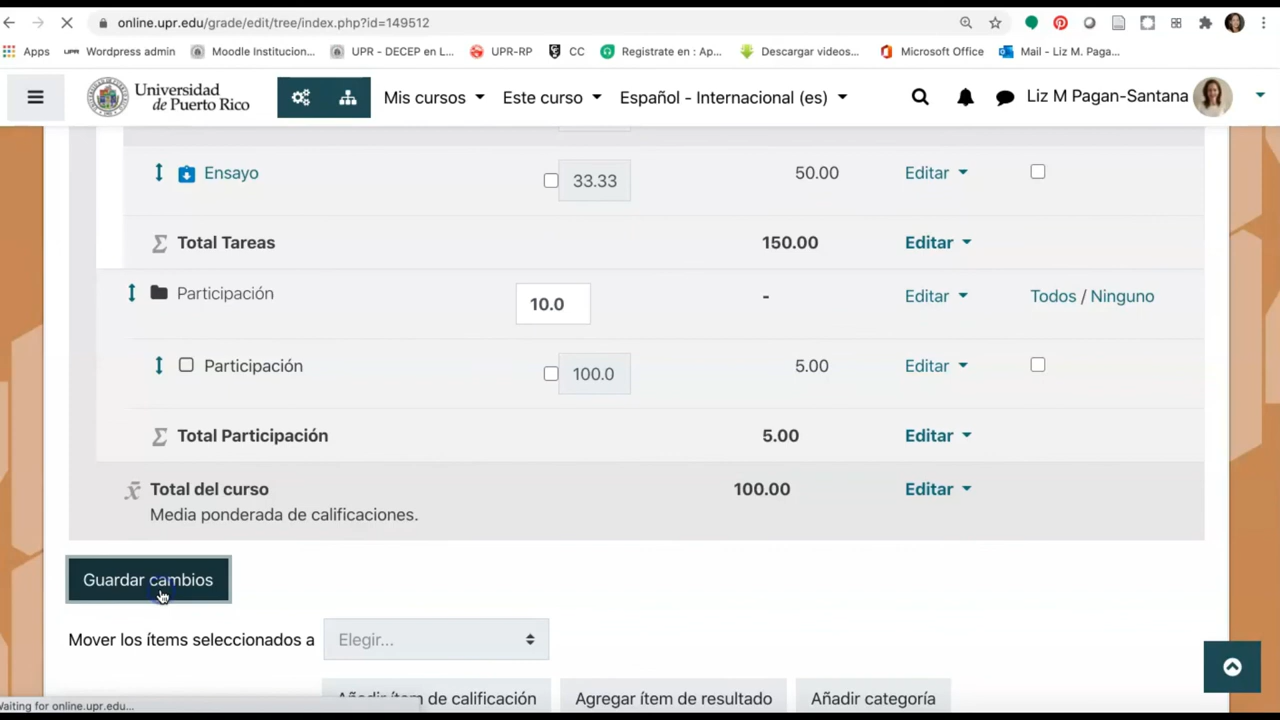 online.upr.edu/grade/edit/tree/index.php?id=149512
Apps
Wordpress admin
Moodle Institucion...
UPR - DECEP en L...
UPR-RP
CC
Registrate en : Ap...
Descargar videos...
Microsoft Office
Mail - Liz M. Paga...
Universidad
de Puerto Rico
Mis cursos
Este curso
Español - Internacional (es)
Liz M Pagan-Santana
Ensayo
33.33
50.00
Editar
Total Tareas
150.00
Editar
Participación
10.0
-
Editar
Todos / Ninguno
Participación
100.0
5.00
Editar
Total Participación
5.00
Editar
Total del curso
100.00
Editar
Media ponderada de calificaciones.
Guardar cambios
Mover los ítems seleccionados a
Elegir...
Añadir ítem de calificación
Agregar ítem de resultado
Añadir categoría
Waiting for online.upr.edu...